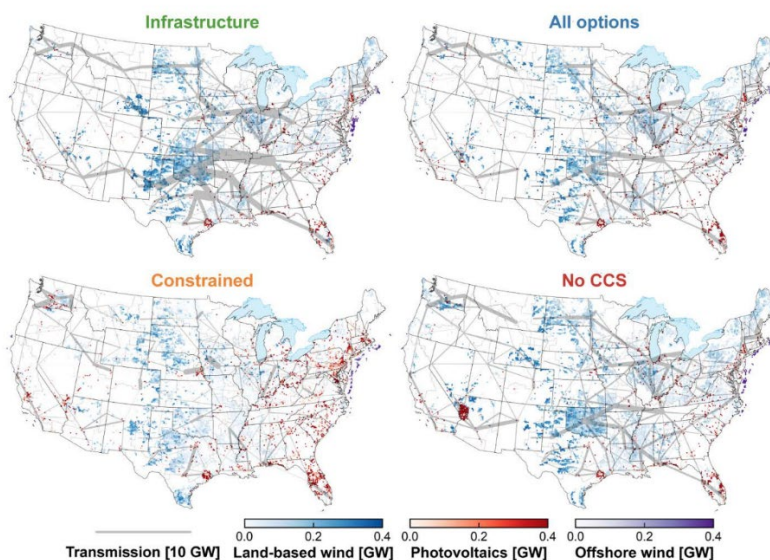 Infrastructure
All options
Constrained
No CCS
Transmission [10 GW]
0.0 0.2 0.4
Land-based wind [GW]
0.0 0.2 0.4
Photovoltaics [GW]
0.0 0.2 0.4
Offshore wind [GW]